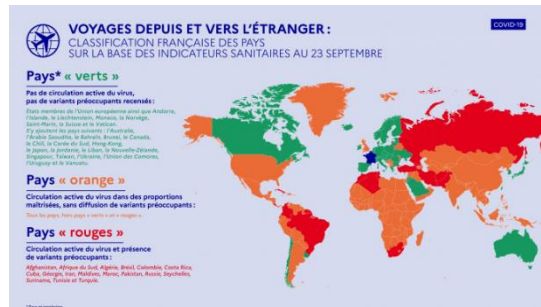 VOYAGES DEPUIS ET VERS L'ÉTRANGER :
COVID-19
CLASSIFICATION FRANÇAISE DES PAYS
SUR LA BASE DES INDICATEURS SANITAIRES AU 23 SEPTEMBRE
Pays* « verts »
Pas de circulation active du virus,
pas de variants préoccupants recensés :
États membres de l'Union européenne ainsi que Andorre,
l'Islande, le Liechtenstein, Monaco, la Norvège,
Saint-Marin, la Suisse et le Vatican.
S'y ajoutent les pays suivants : l'Australie,
l'Arabie Saoudite, le Bahreïn, Brunei, le Canada,
le Chili, la Corée du Sud, Hong-Kong,
le Japon, la Jordanie, le Liban, la Nouvelle-Zélande,
Singapour, Taïwan, l'Ukraine, l'Union des Comores,
l'Uruguay et le Vanuatu.
Pays « orange »
Circulation active du virus dans des proportions
maîtrisées, sans diffusion de variants préoccupants :
Tous les pays, hors pays « verts » et « rouges ».
Pays « rouges »
Circulation active du virus et présence
de variants préoccupants :
Afghanistan, Afrique du Sud, Algérie, Brésil, Colombie, Costa Rica,
Cuba, Géorgie, Iran, Maldives, Maroc, Pakistan, Russie, Seychelles,
Suriname, Tunisie et Turquie.